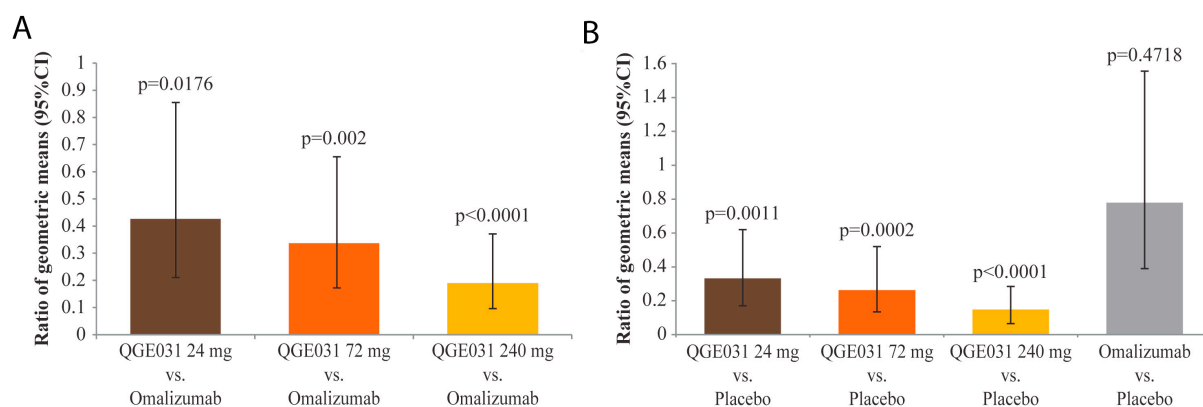 A
Ratio of geometric means (95%CI)
1
0.9
0.8
0.7
0.6
0.5
0.4
0.3
0.2
0.1
0
p=0.0176
p=0.002
p<0.0001
QGE031 24 mg
vs.
Omalizumab
QGE031 72 mg
vs.
Omalizumab
QGE031 240 mg
vs.
Omalizumab
B
Ratio of geometric means (95%CI)
1.6
1.4
1.2
1
0.8
0.6
0.4
0.2
0
p=0.0011
p=0.0002
p<0.0001
p=0.4718
QGE031 24 mg
vs.
Placebo
QGE031 72 mg
vs.
Placebo
QGE031 240 mg
vs.
Placebo
Omalizumab
vs.
Placebo